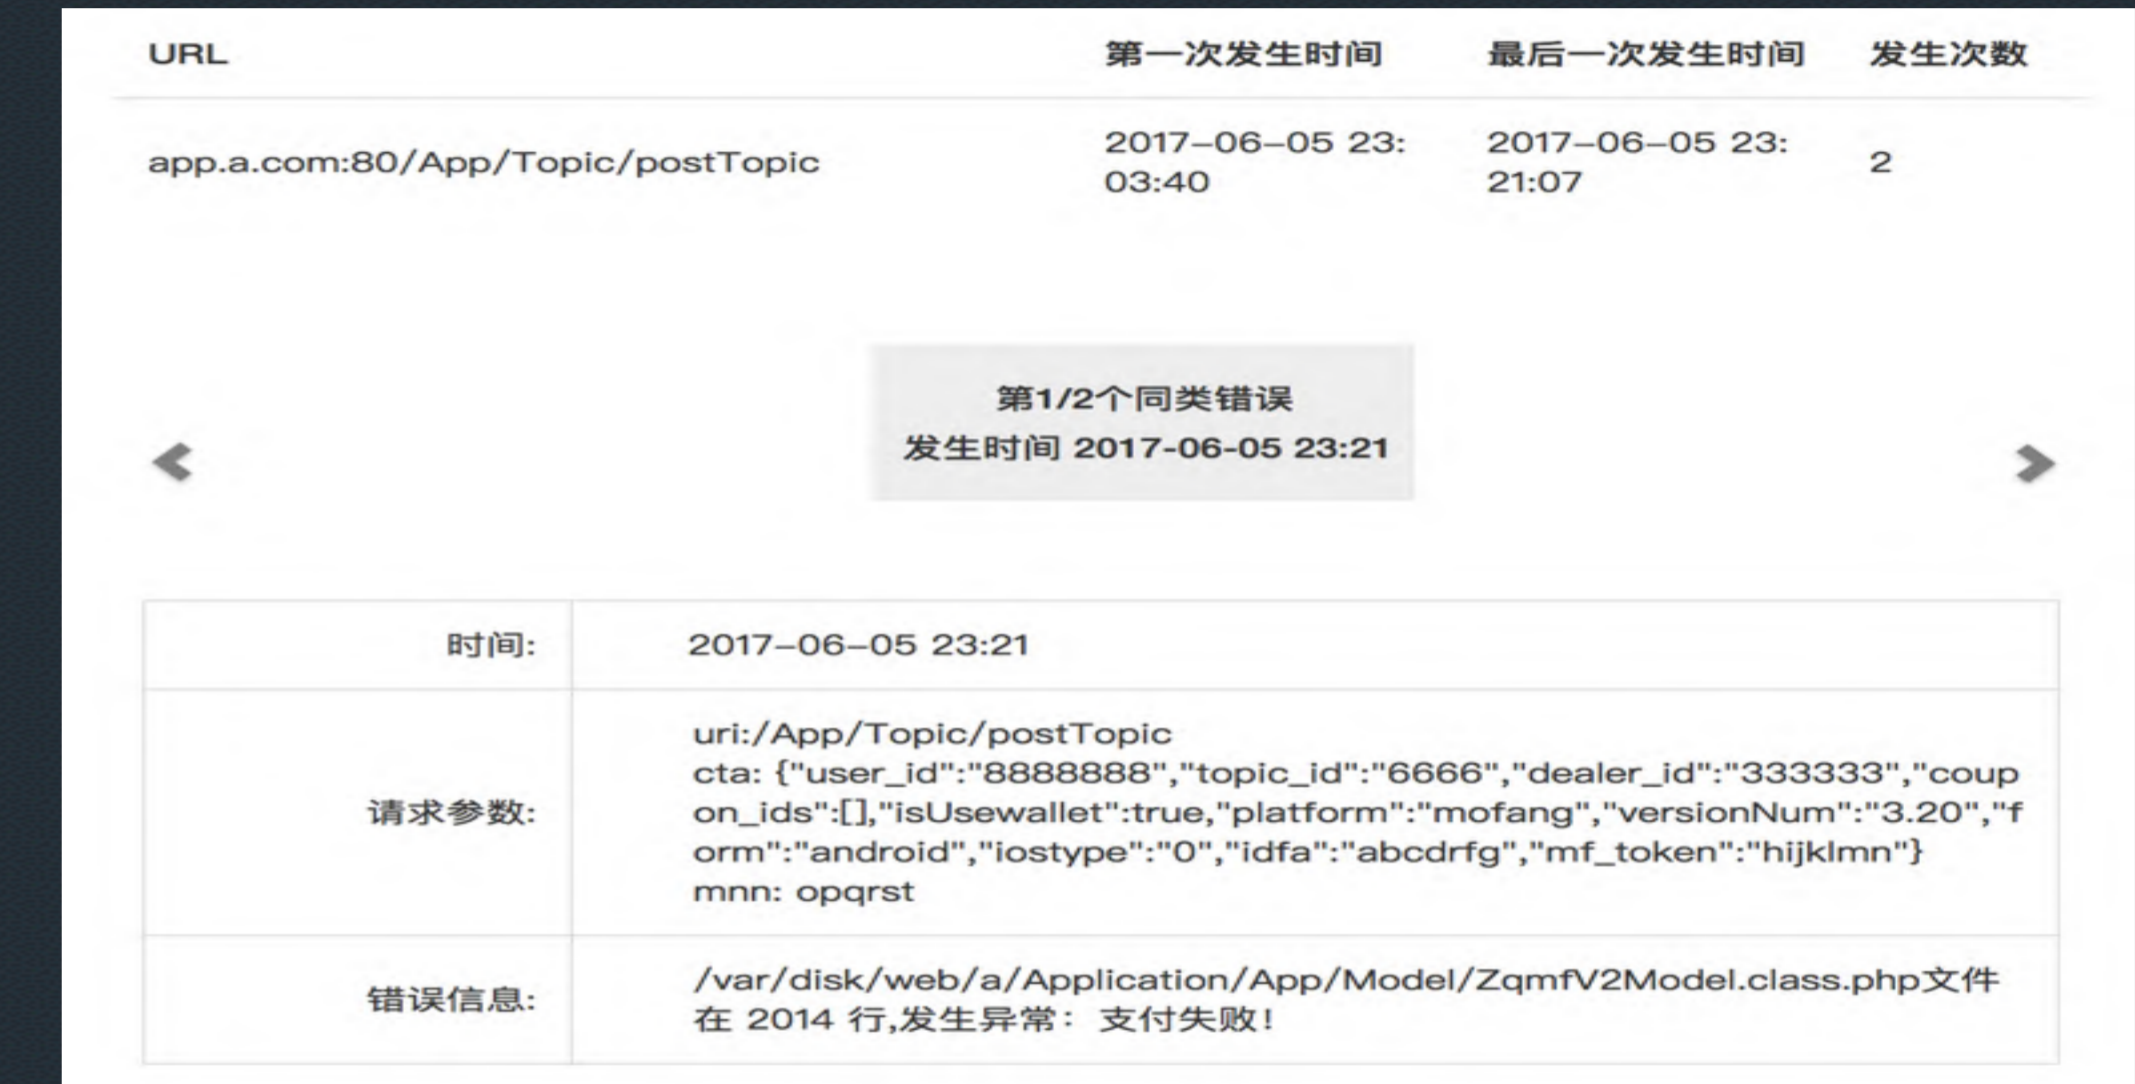 URL 第一次发生时间 最后一次发生时间 发生次数
app.a.com:80/App/Topic/postTopic 2017–06–05 23:03:40 2017–06–05 23:21:07 2
第1/2个同类错误
发生时间 2017-06-05 23:21
时间: 2017–06–05 23:21
请求参数:
uri:/App/Topic/postTopic
cta: {"user_id":"8888888","topic_id":"6666","dealer_id":"333333","coup
on_ids":[],"isUsewallet":true,"platform":"mofang","versionNum":"3.20","f
orm":"android","iostype":"0","idfa":"abcdrfg","mf_token":"hijklmn"}
mnn: opqrst
错误信息:
/var/disk/web/a/Application/App/Model/ZqmfV2Model.class.php文件
在 2014 行,发生异常： 支付失败！